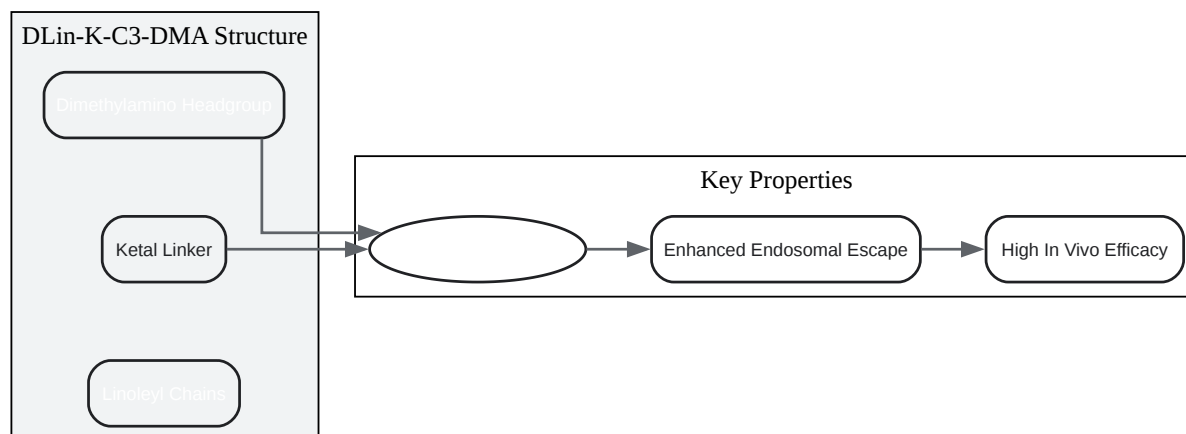 DLin-K-C3-DMA Structure
Dimethylamino Headgroup
Key Properties
Ketal Linker
Enhanced Endosomal Escape
High In Vivo Efficacy
Linoleyl Chains